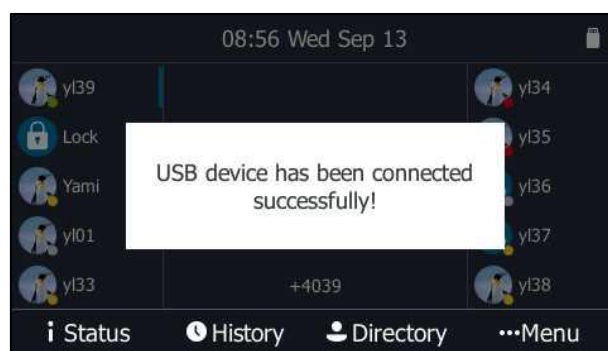 08:56 Wed Sep 13
yl39
yl34
Lock
yl35
USB device has been connected
successfully!
Yami
yl36
yl01
yl37
yl33
+4039
yl38
Status
History
Directory
Menu